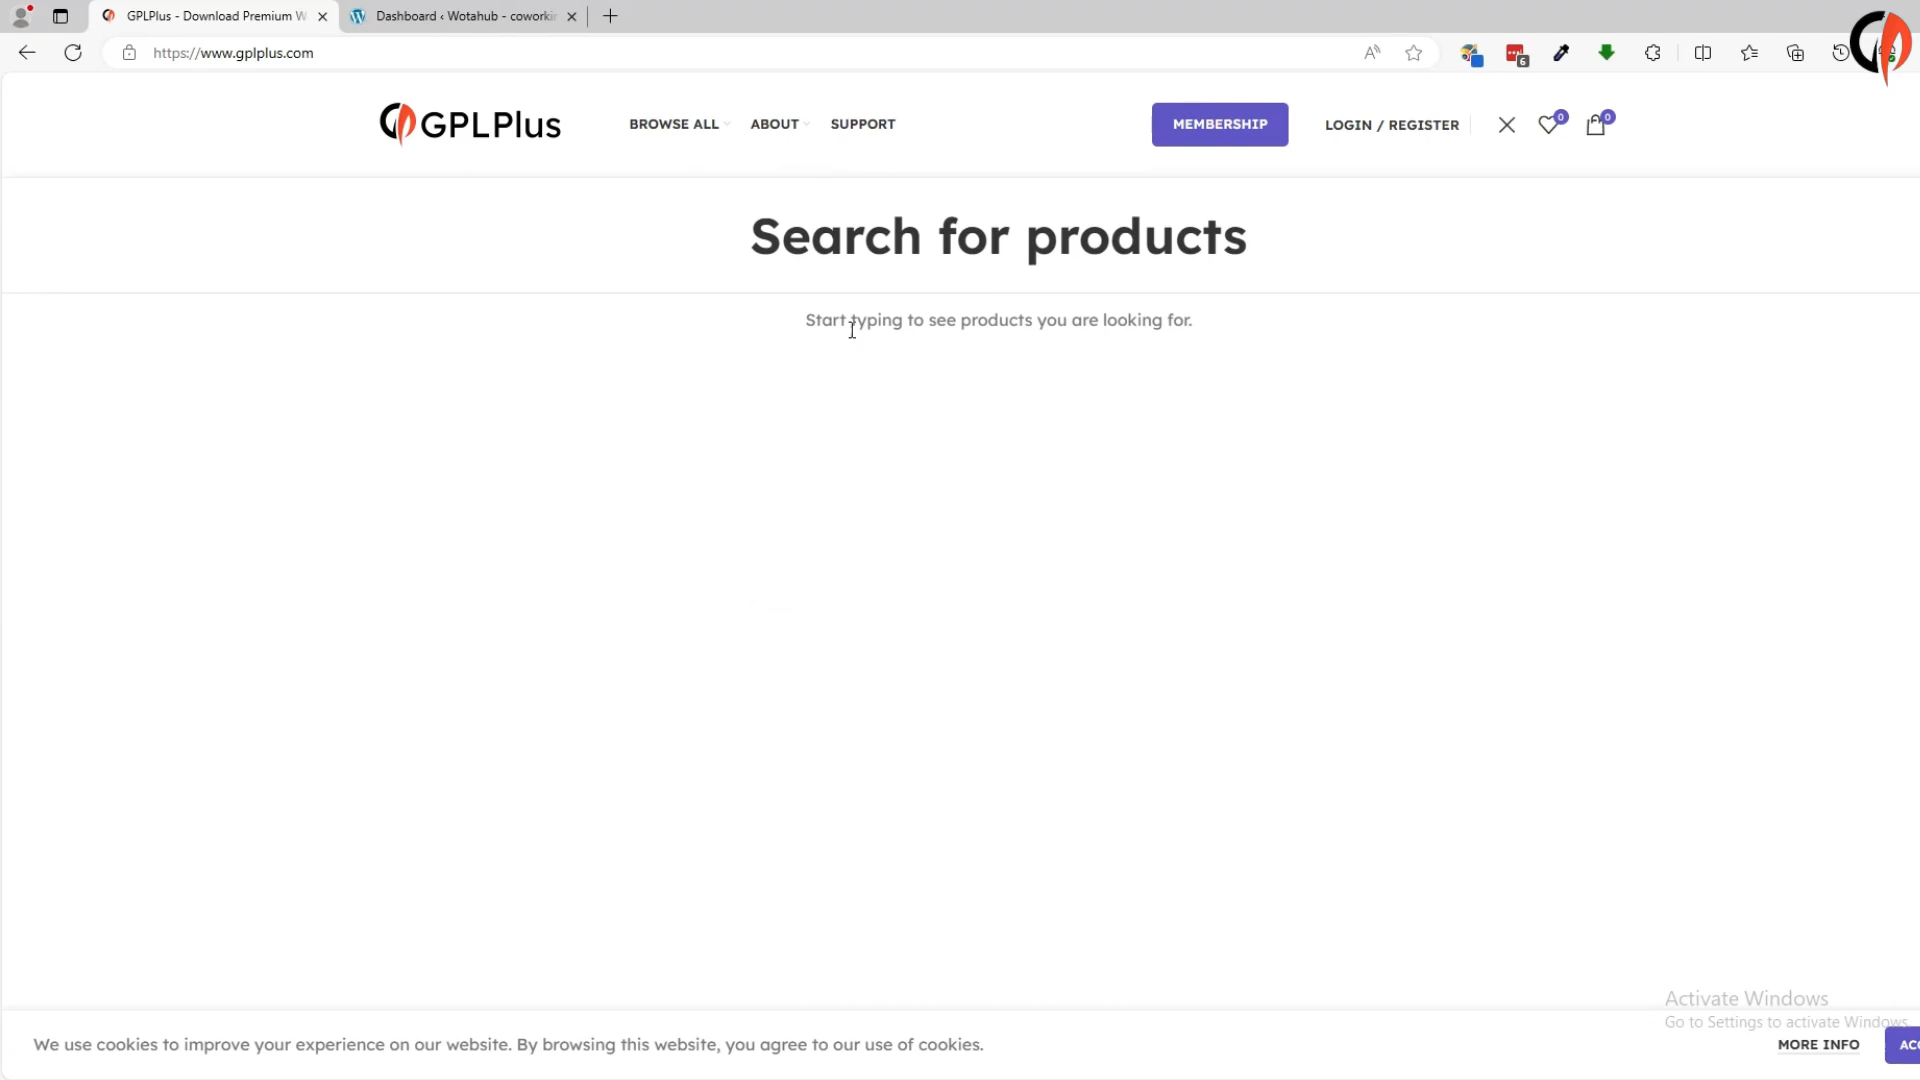 GPLPlus - Download Premium W
Dashboard ‹ Wotahub - coworkin
https://www.gplplus.com
6
GPLPlus
BROWSE ALL
ABOUT
SUPPORT
MEMBERSHIP
LOGIN / REGISTER
0
0
Search for products
Start typing to see products you are looking for.
Activate Windows
Go to Settings to activate Windows.
We use cookies to improve your experience on our website. By browsing this website, you agree to our use of cookies.
MORE INFO
ACC